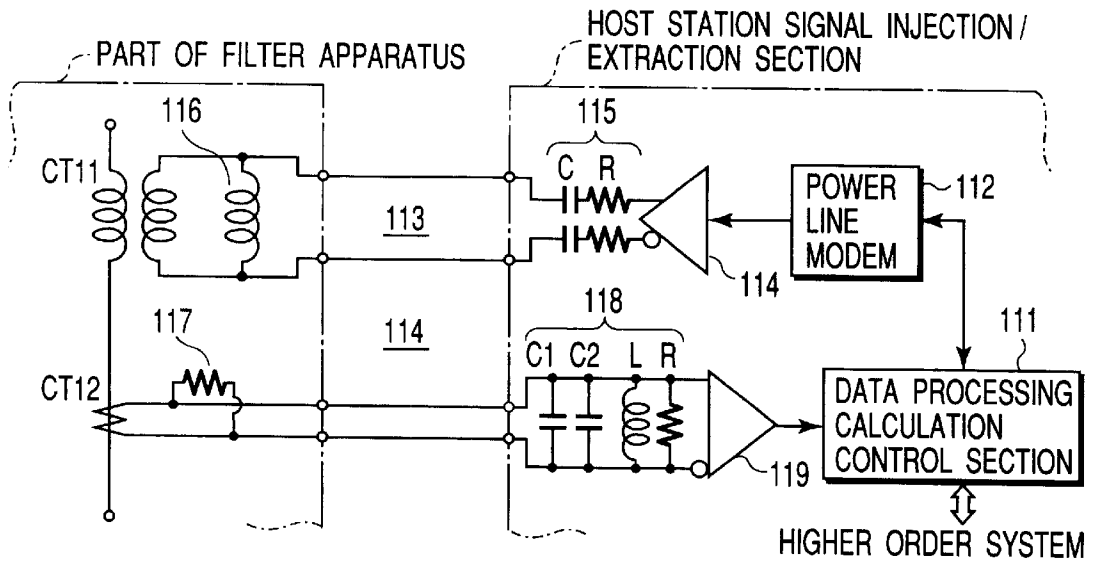 HOST STATION SIGNAL INJECTION/
EXTRACTION SECTION
PART OF FILTER APPARATUS
116
115
CT11
C R
POWER
LINE
MODEM
112
113
114
118
117
114
111
C1 C2 L R
CT12
DATA PROCESSING
CALCULATION
CONTROL SECTION
119
HIGHER ORDER SYSTEM